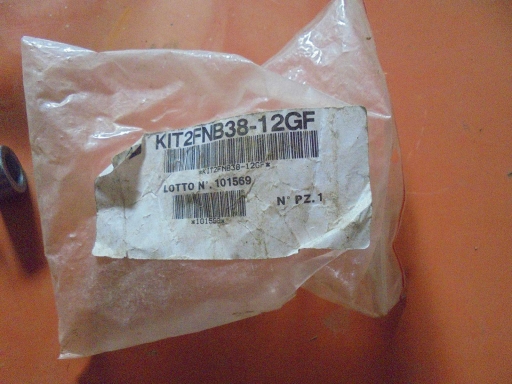 KIT2FNB38-12GF
*KIT2FNB38-12GF*
LOTTO N°. 101569
*101569*
N° PZ.1